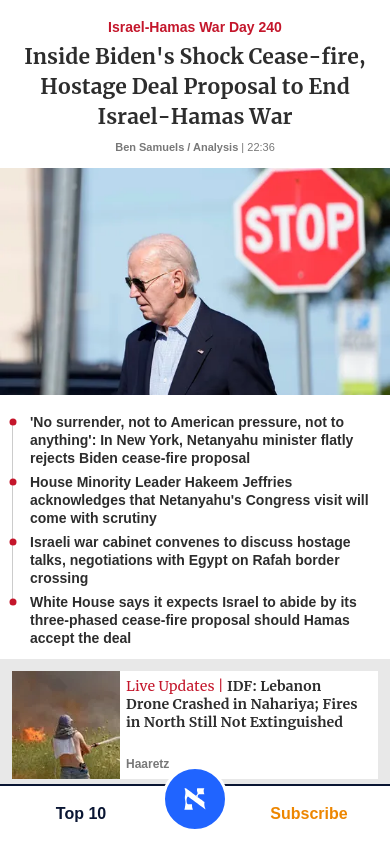 Israel-Hamas War Day 240
Inside Biden's Shock Cease-fire,
Hostage Deal Proposal to End
Israel-Hamas War
Ben Samuels / Analysis | 22:36
STOP
'No surrender, not to American pressure, not to
anything': In New York, Netanyahu minister flatly
rejects Biden cease-fire proposal
House Minority Leader Hakeem Jeffries
acknowledges that Netanyahu's Congress visit will
come with scrutiny
Israeli war cabinet convenes to discuss hostage
talks, negotiations with Egypt on Rafah border
crossing
White House says it expects Israel to abide by its
three-phased cease-fire proposal should Hamas
accept the deal
Live Updates | IDF: Lebanon
Drone Crashed in Nahariya; Fires
in North Still Not Extinguished
Haaretz
Top 10
א
Subscribe